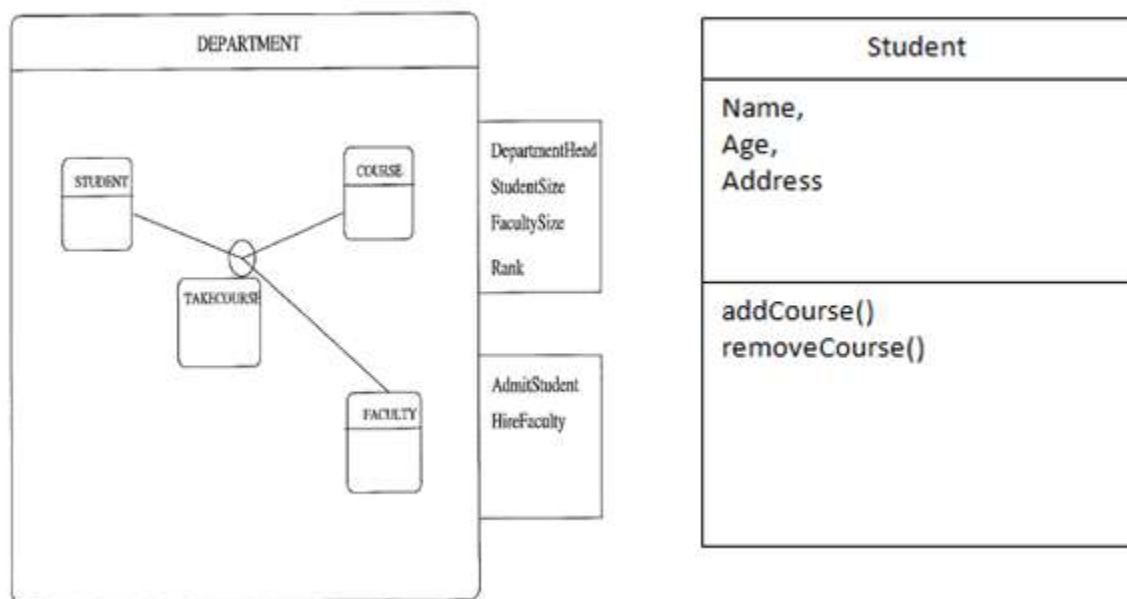 DEPARTMENT
STUDENT
COURSE
TAKECOURSE
FACULTY
DepartmentHead
StudentSize
FacultySize
Rank
AdmitStudent
HireFaculty
Student
Name,
Age,
Address
addCourse()
removeCourse()